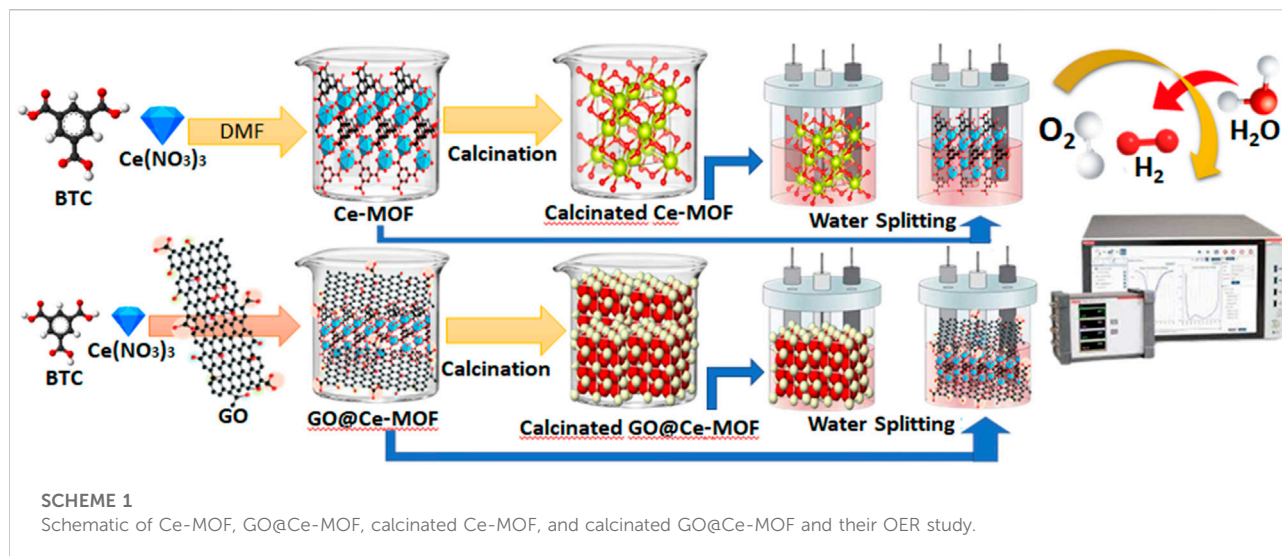 BTC
Ce(NO3)3
DMF
Ce-MOF
Calcination
Calcinated Ce-MOF
Water Splitting
O2
H2
H2O
BTC
Ce(NO3)3
GO
GO@Ce-MOF
Calcination
Calcinated GO@Ce-MOF
Water Splitting
SCHEME 1
Schematic of Ce-MOF, GO@Ce-MOF, calcinated Ce-MOF, and calcinated GO@Ce-MOF and their OER study.